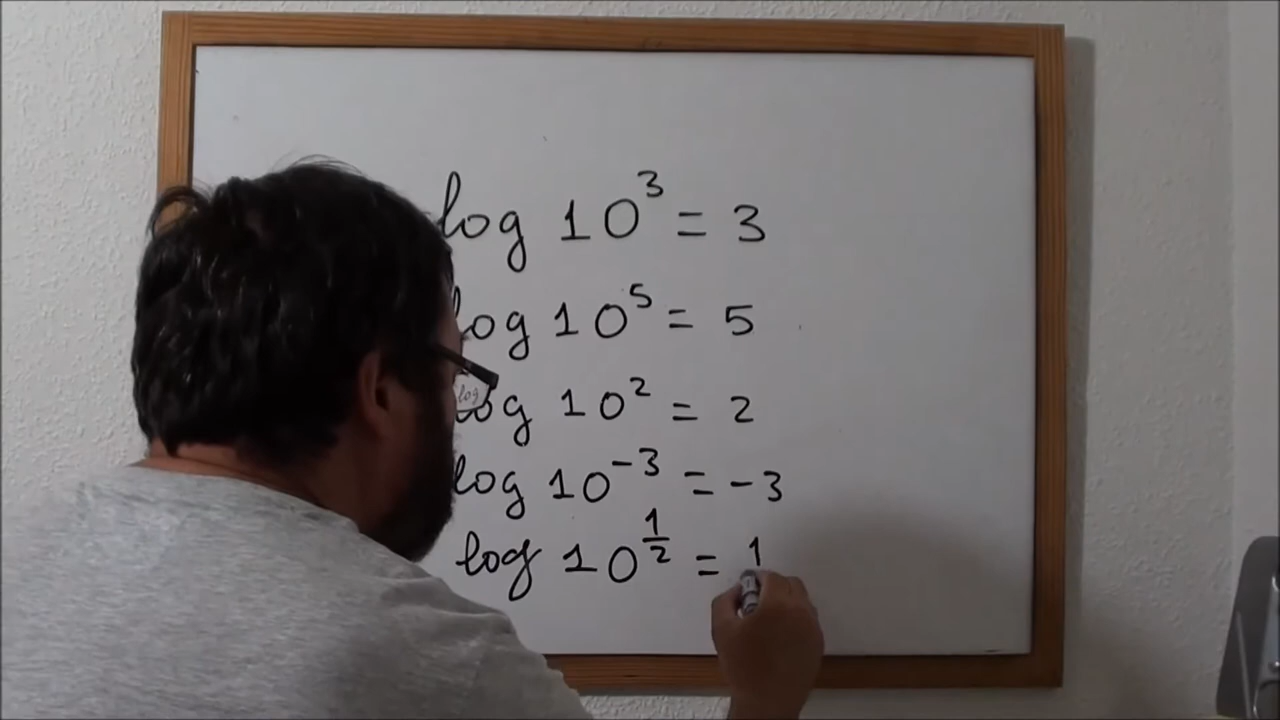 log 10³ = 3
log 10⁵ = 5
log 10² = 2
log 10⁻³ = -3
log 10^(1/2) = 1